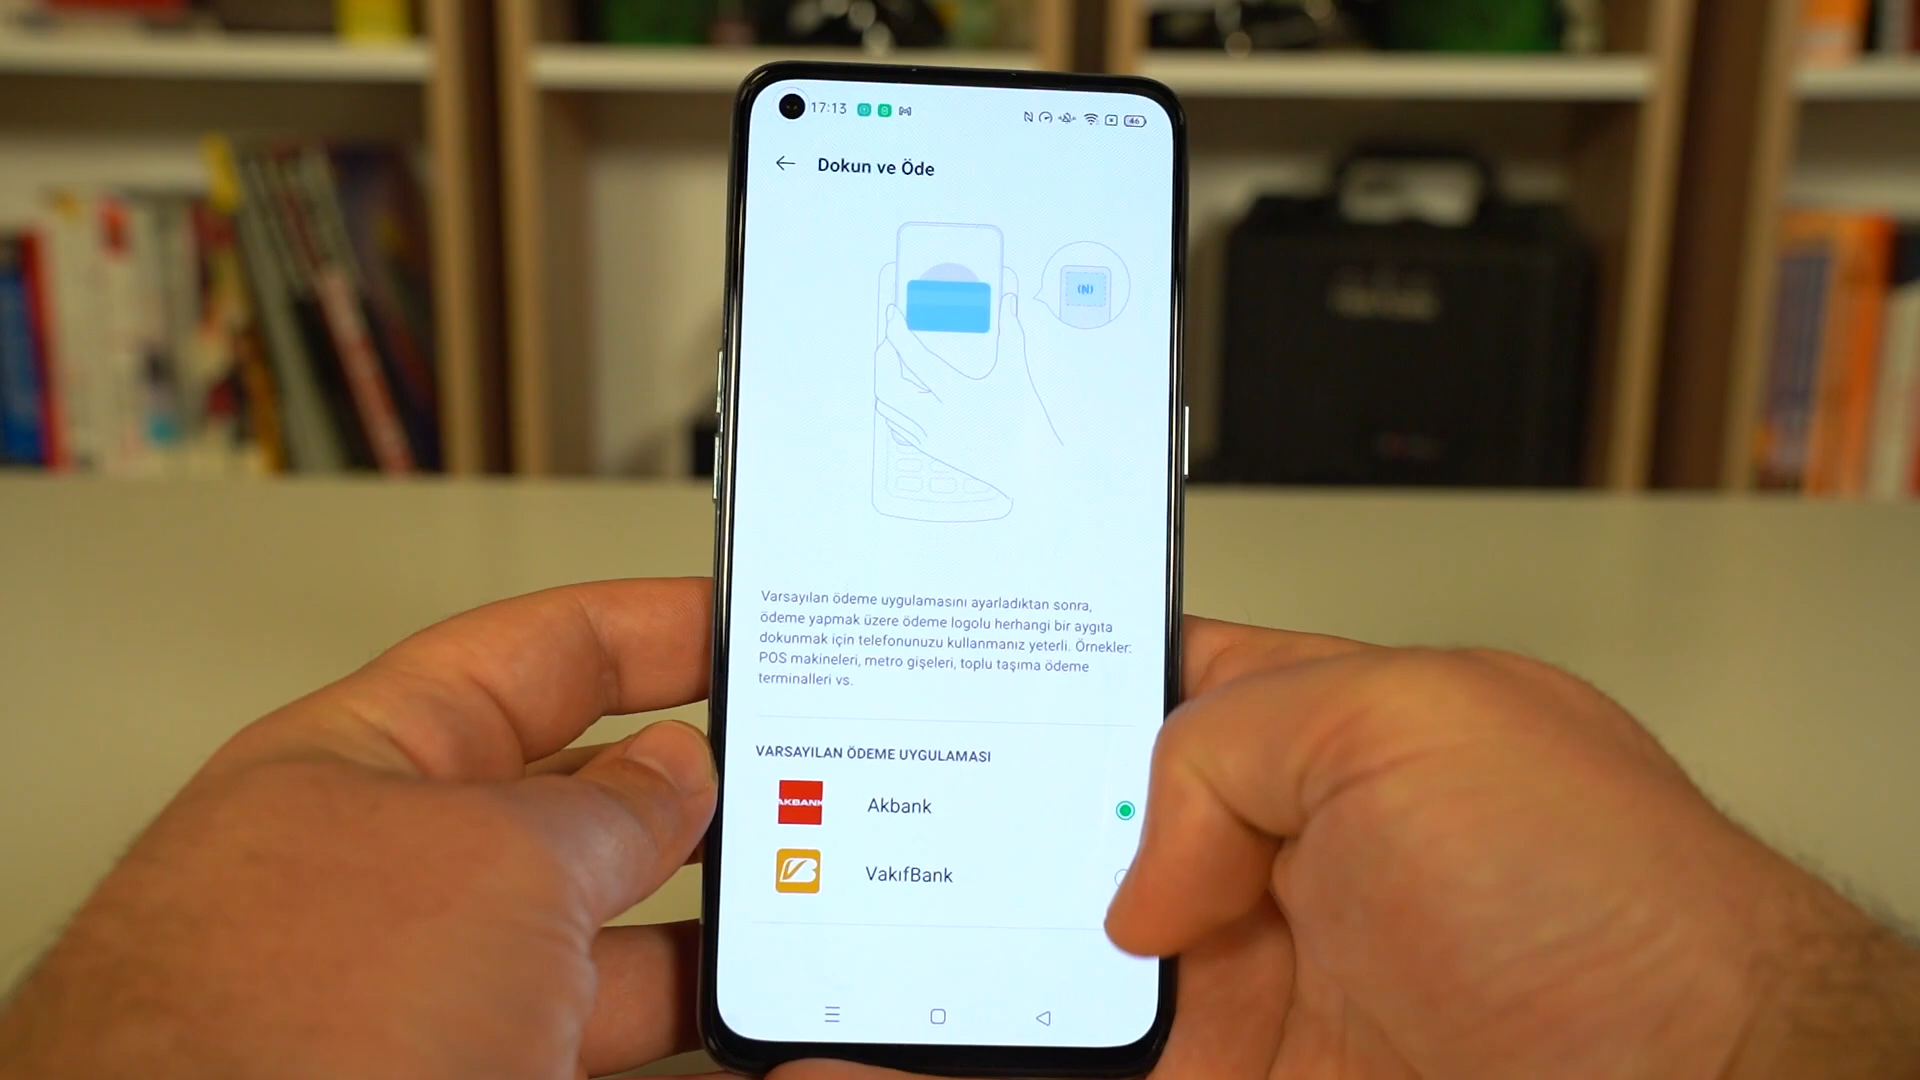 17:13
46
Dokun ve Öde
Varsayılan ödeme uygulamasını ayarladıktan sonra,
ödeme yapmak üzere ödeme logolu herhangi bir aygıta
dokunmak için telefonunuzu kullanmanız yeterli. Örnekler:
POS makineleri, metro gişeleri, toplu taşıma ödeme
terminalleri vs.
VARSAYILAN ÖDEME UYGULAMASI
AKBANK
Akbank
VakıfBank